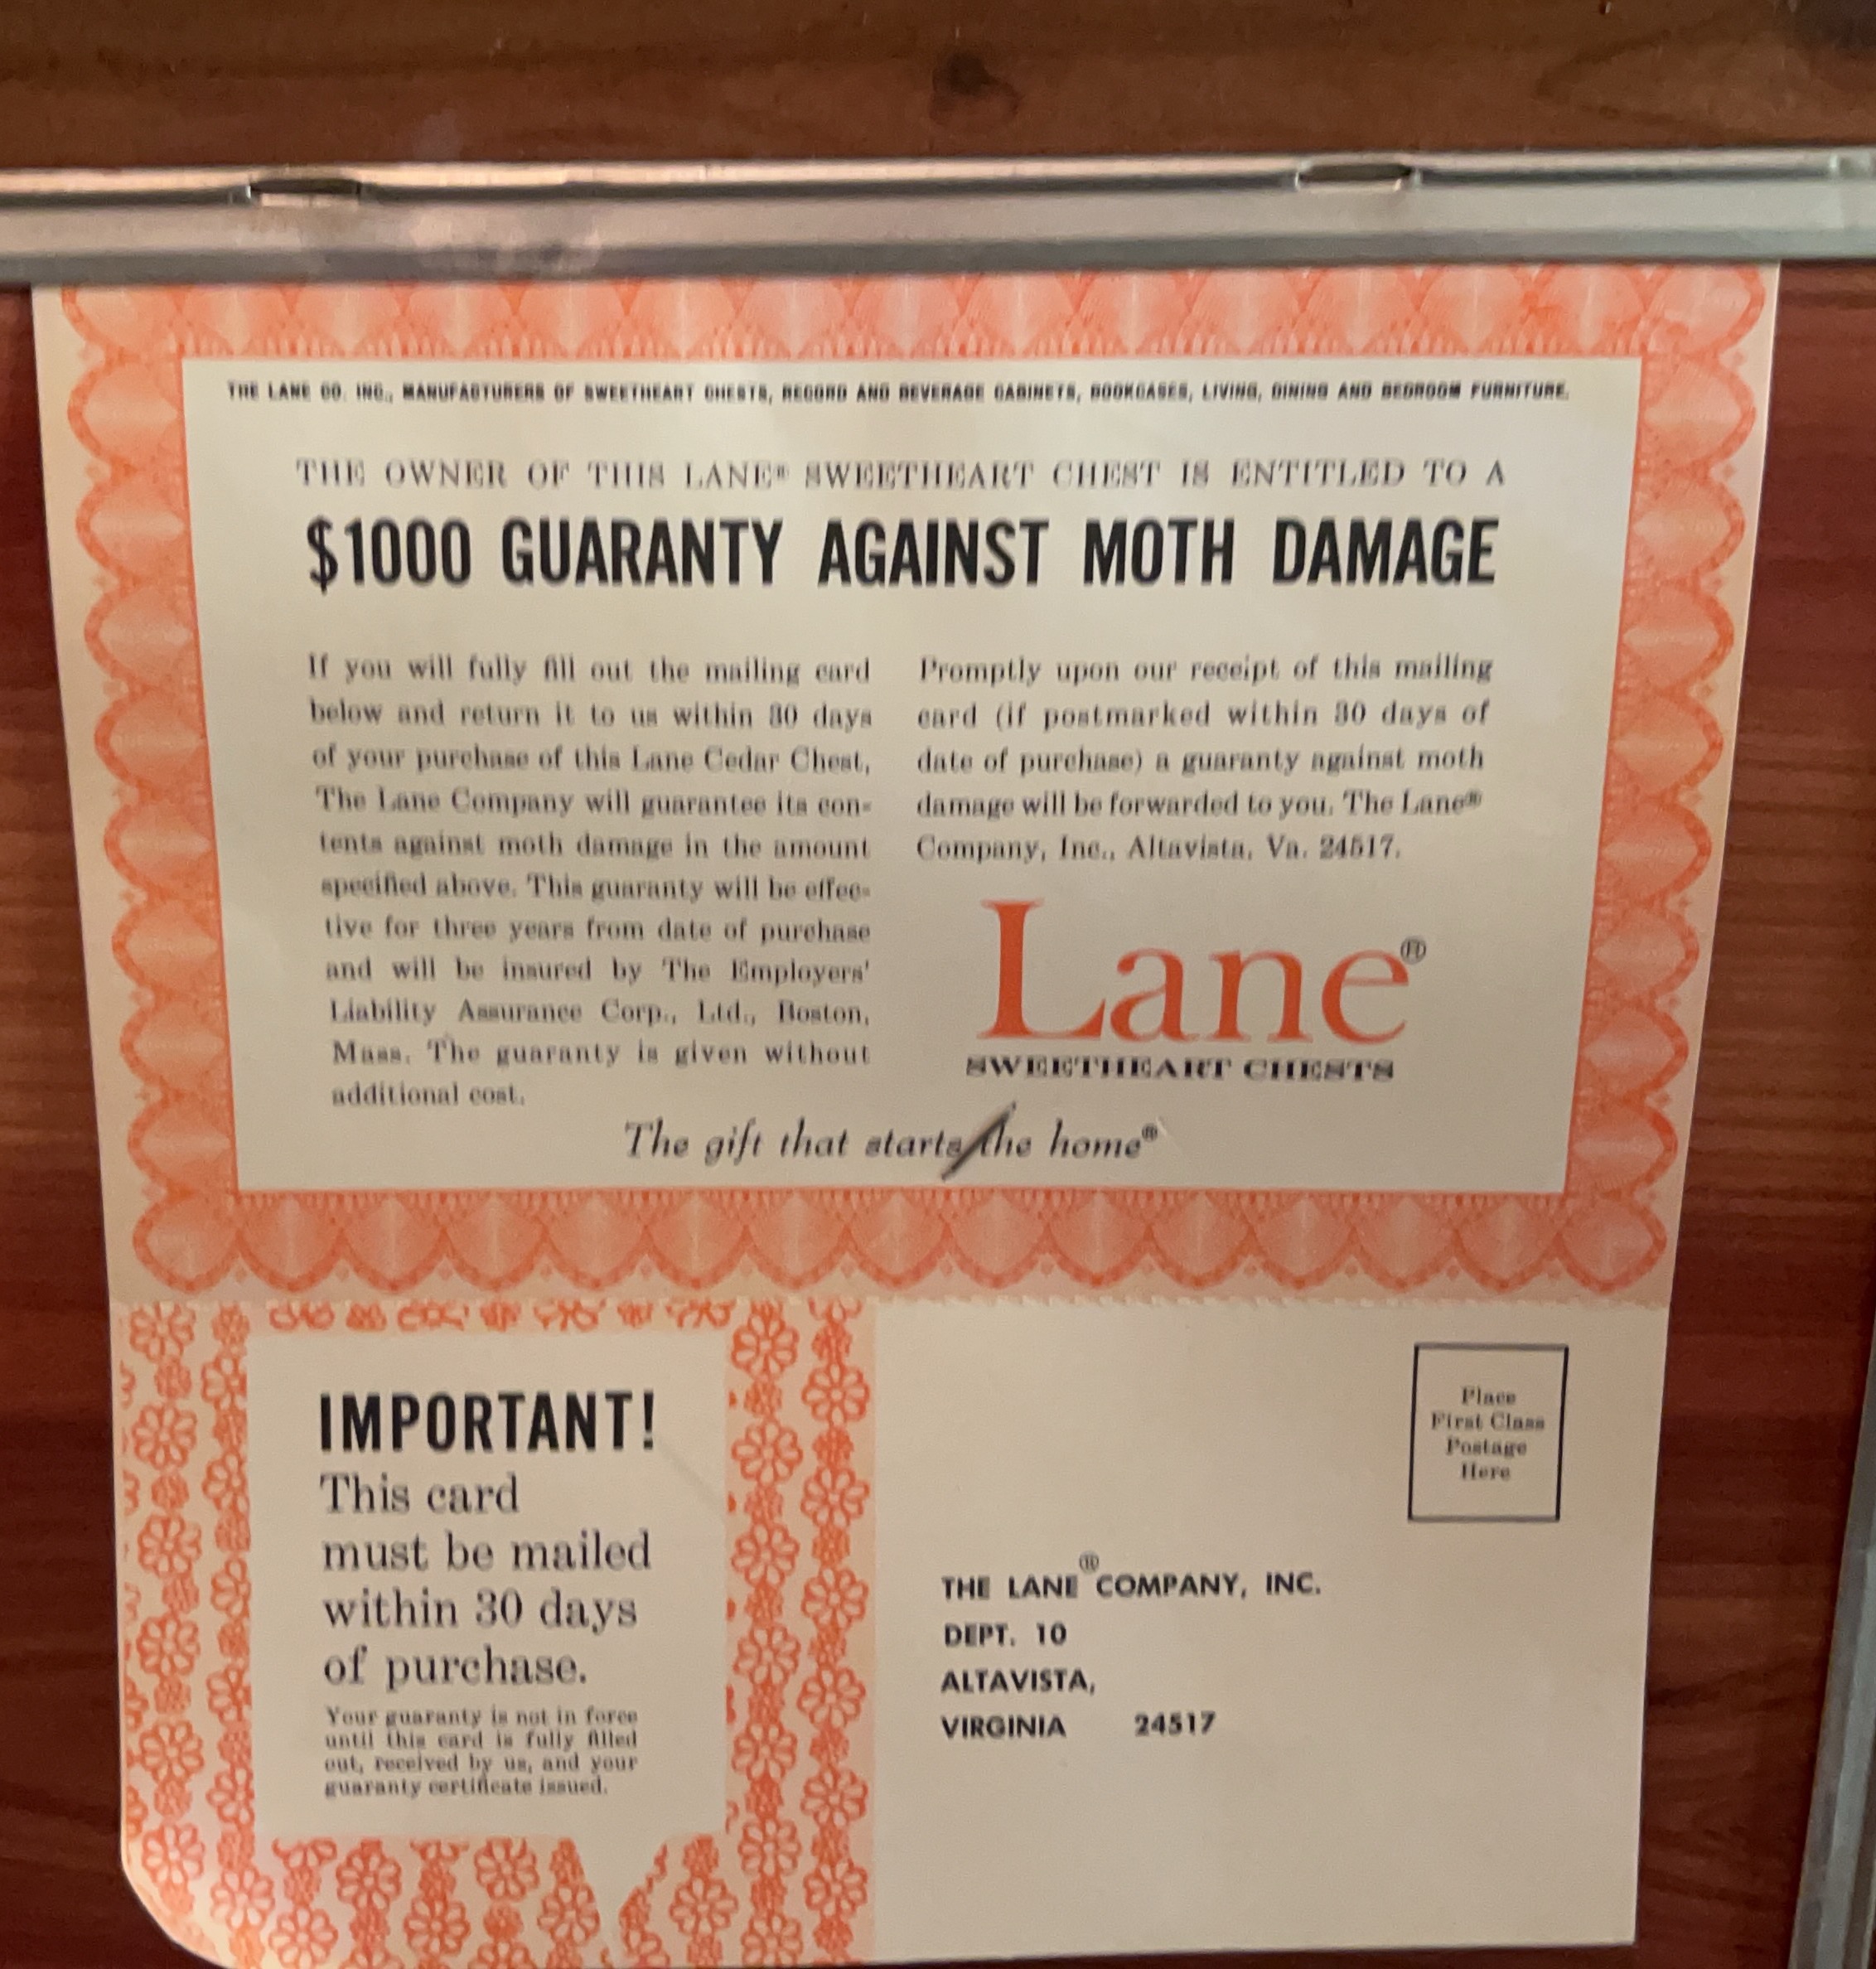 THE LANE CO. INC., MANUFACTURERS OF SWEETHEART CHESTS, RECORD AND BEVERAGE CABINETS, BOOKCASES, LIVING, DINING AND BEDROOM FURNITURE.
THE OWNER OF THIS LANE® SWEETHEART CHEST IS ENTITLED TO A
$1000 GUARANTY AGAINST MOTH DAMAGE
If you will fully fill out the mailing card
below and return it to us within 30 days
of your purchase of this Lane Cedar Chest,
The Lane Company will guarantee its con-
tents against moth damage in the amount
specified above. This guaranty will be effec-
tive for three years from date of purchase
and will be insured by The Employers'
Liability Assurance Corp., Ltd., Boston,
Mass. The guaranty is given without
additional cost.
Promptly upon our receipt of this mailing
card (if postmarked within 30 days of
date of purchase) a guaranty against moth
damage will be forwarded to you. The Lane®
Company, Inc., Altavista, Va. 24517.
Lane®
SWEETHEART CHESTS
The gift that starts the home®
IMPORTANT!
This card
must be mailed
within 30 days
of purchase.
Your guaranty is not in force
until this card is fully filled
out, received by us, and your
guaranty certificate issued.
Place
First Class
Postage
Here
THE LANE® COMPANY, INC.
DEPT. 10
ALTAVISTA,
VIRGINIA 24517